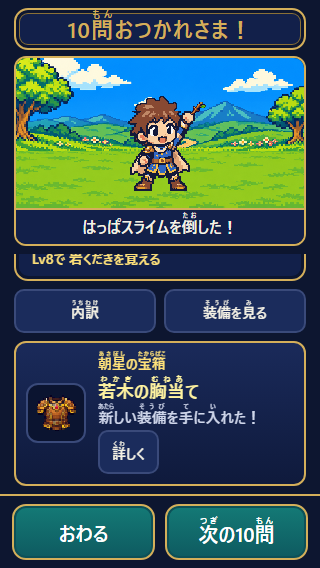 10問おつかれさま！
はっぱスライムを倒した！
Lv8で 岩くだきを覚える
内訳
装備を見る
朝星の宝箱
若木の胸当て
新しい装備を手に入れた！
詳しく
おわる
次の10問